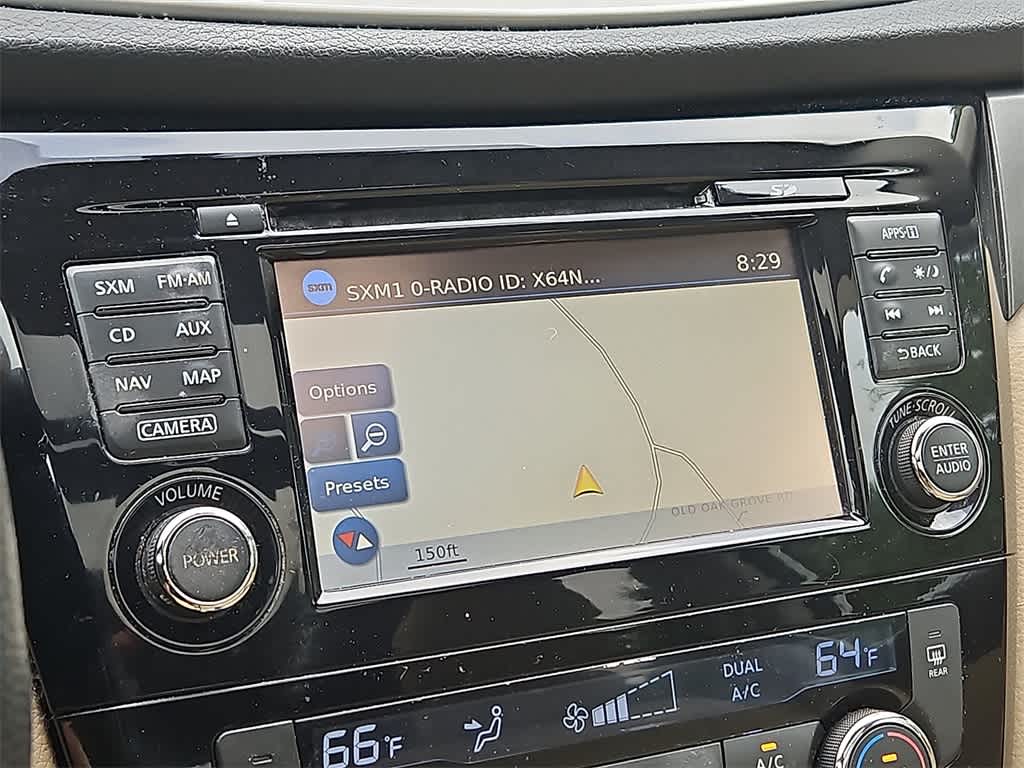 SD
APPS·i
SXM FM·AM
CD AUX
NAV MAP
CAMERA
sxm
SXM1 0-RADIO ID: X64N...
8:29
BACK
Options
Presets
150ft
OLD OAK GROVE RD
TUNE·SCROLL
ENTER
AUDIO
VOLUME
POWER
66°F
DUAL
A/C
64°F
REAR
A/C